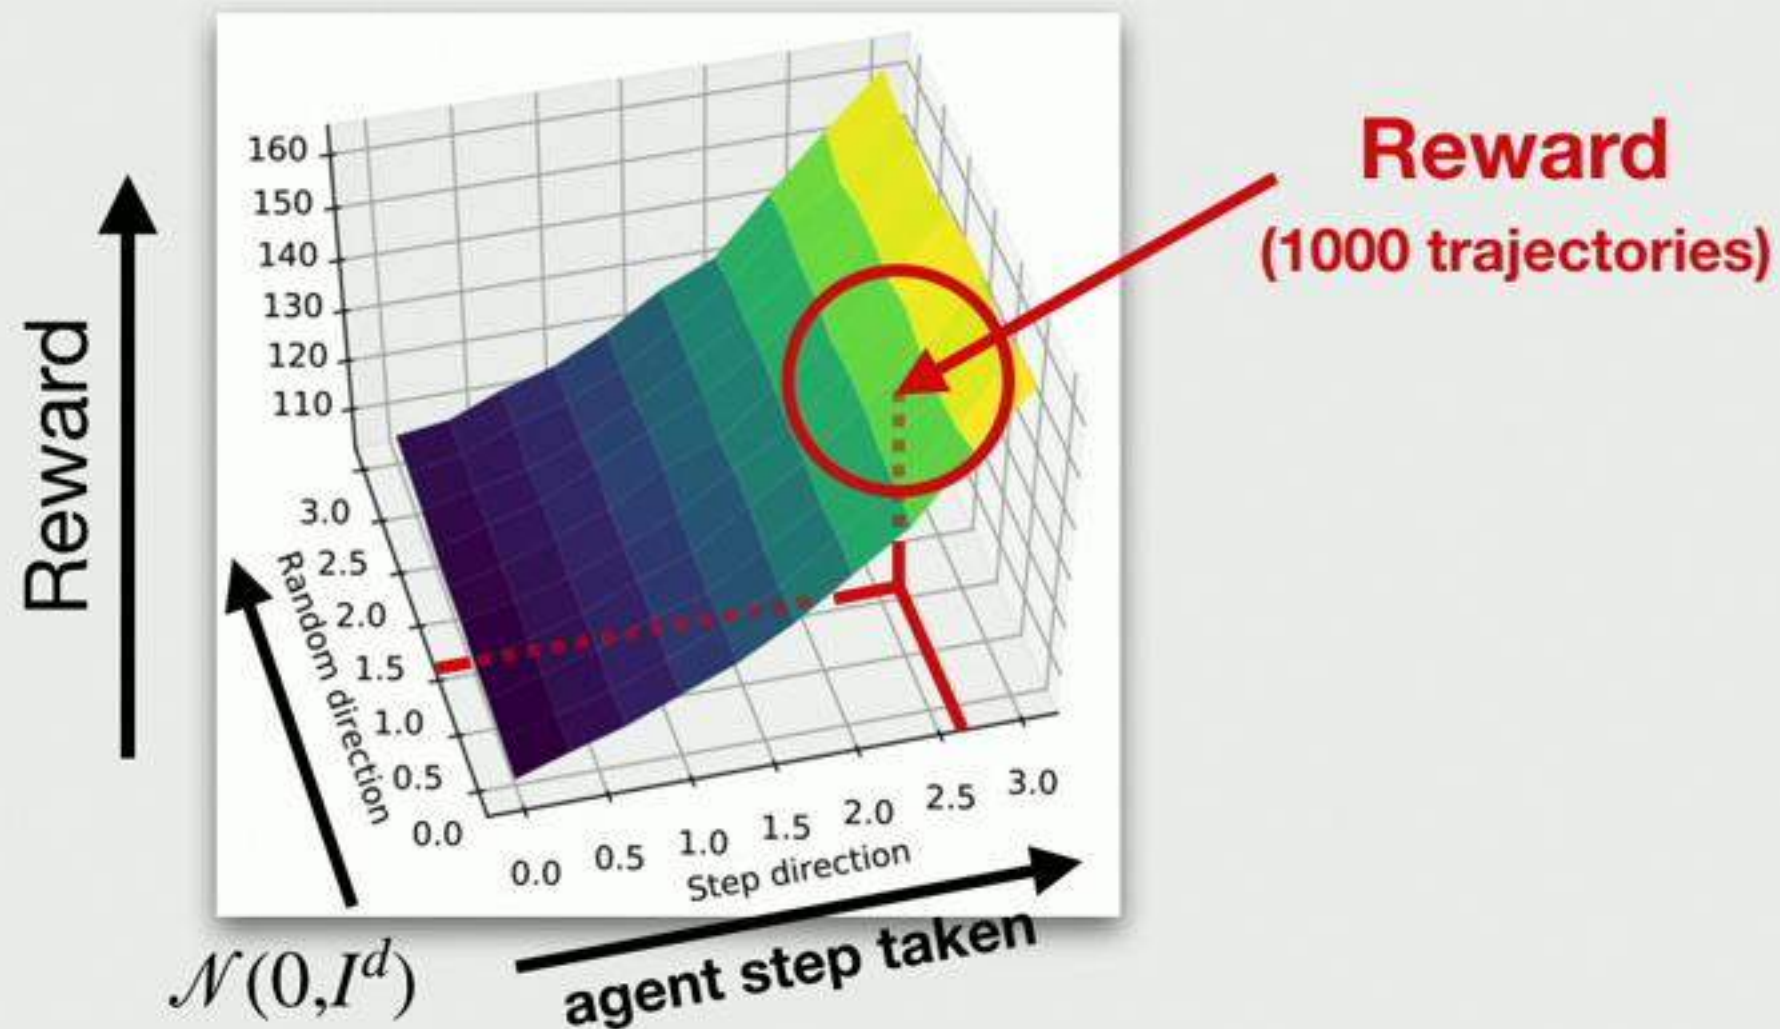 Reward
(1000 trajectories)
Reward
160
150
140
130
120
110
3.0
2.5
2.0
1.5
1.0
0.5
0.0
Random direction
0.0
0.5
1.0
1.5
2.0
2.5
3.0
Step direction
𝒩(0,I^d)
agent step taken